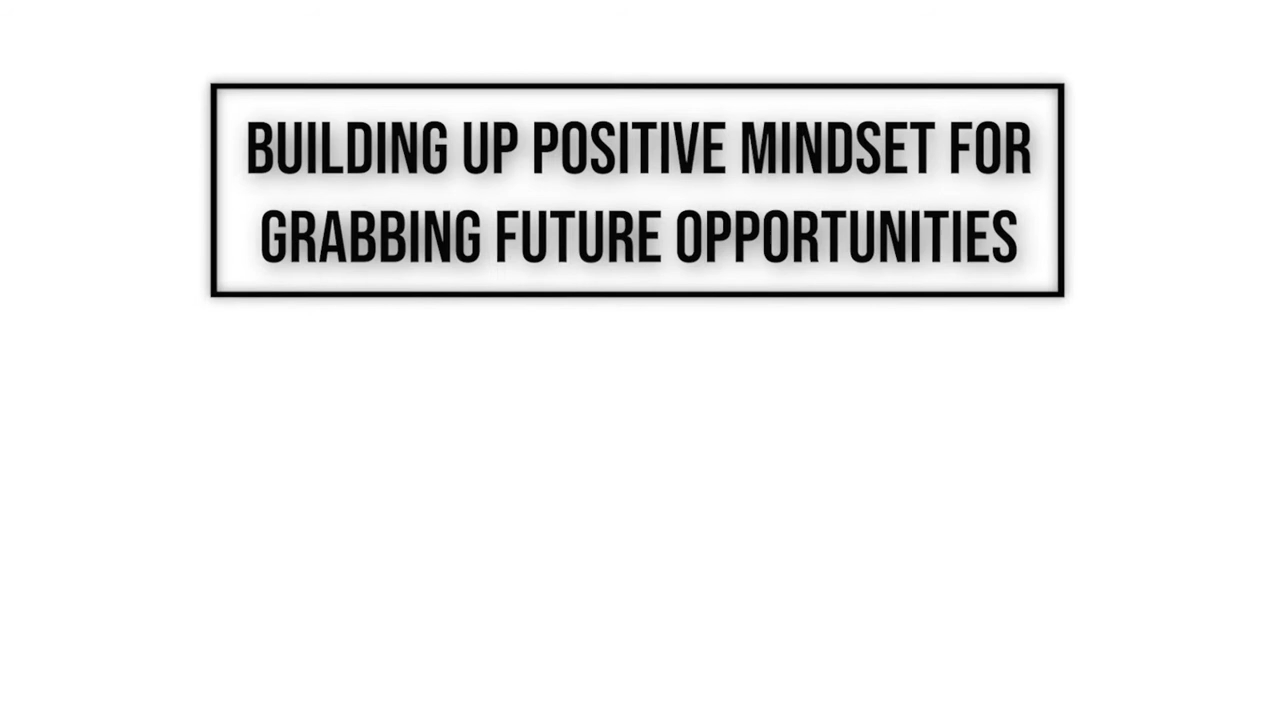 BUILDING UP POSITIVE MINDSET FOR
GRABBING FUTURE OPPORTUNITIES